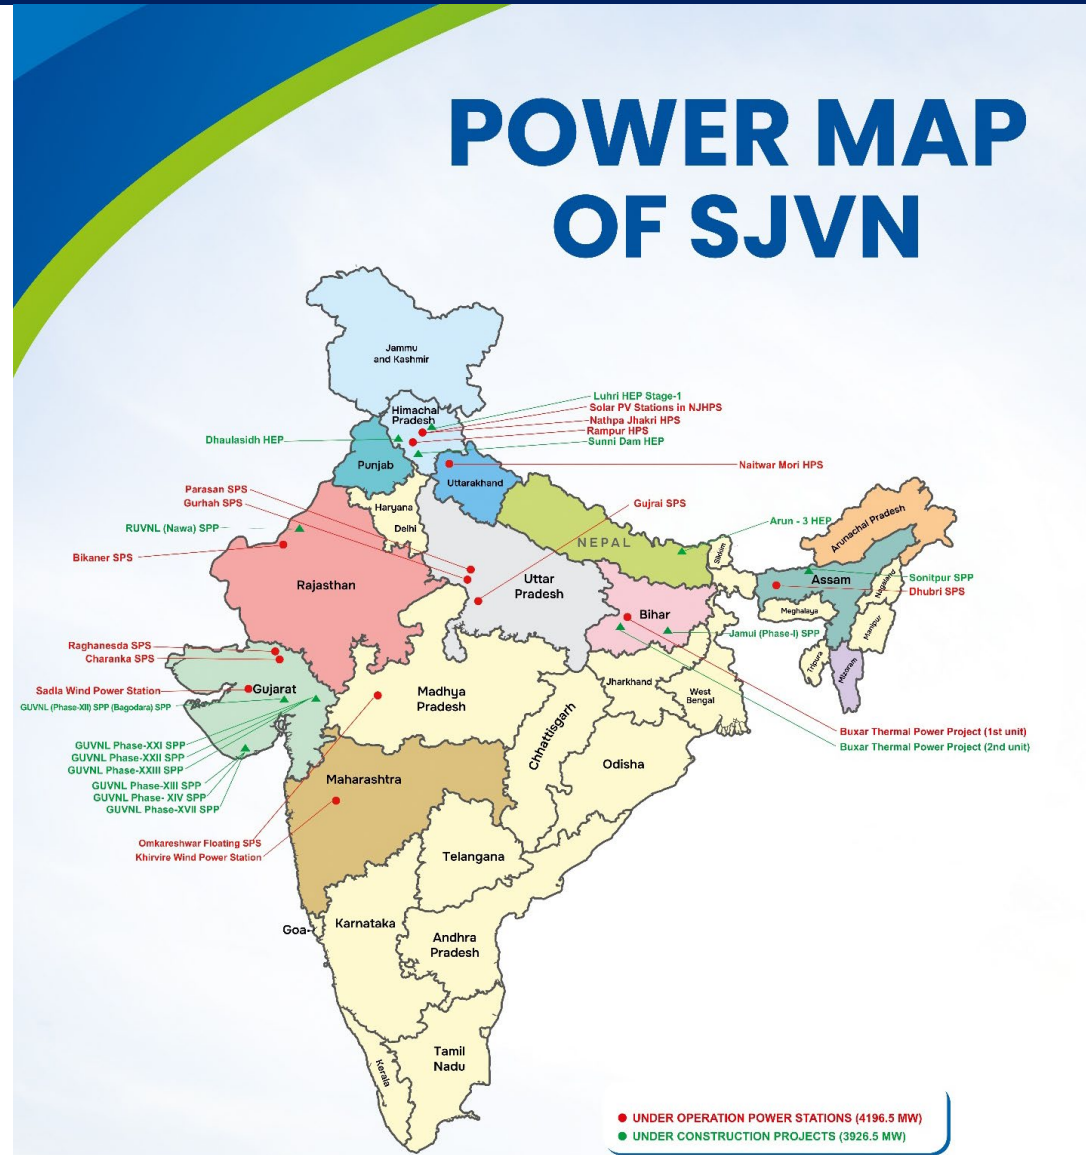 POWER MAP
OF SJVN
Jammu
and Kashmir
Himachal
Pradesh
Luhri HEP Stage-1
Solar PV Stations in NJHPS
Nathpa Jhakri HPS
Rampur HPS
Sunni Dam HEP
Dhaulasidh HEP
Punjab
Uttarakhand
Naitwar Mori HPS
Parasan SPS
Gurhah SPS
Haryana
Delhi
Gujrai SPS
RUVNL (Nawa) SPP
Bikaner SPS
Arun - 3 HEP
NEPAL
Sikkim
Arunachal Pradesh
Rajasthan
Uttar
Pradesh
Bihar
Assam
Sonitpur SPP
Dhubri SPS
Nagaland
Meghalaya
Manipur
Jamui (Phase-I) SPP
Tripura
Mizoram
Raghanesda SPS
Charanka SPS
Sadla Wind Power Station
Gujarat
GUVNL (Phase-XII) SPP (Bagodara) SPP
Madhya
Pradesh
Jharkhand
West
Bengal
Chhattisgarh
Buxar Thermal Power Project (1st unit)
Buxar Thermal Power Project (2nd unit)
GUVNL Phase-XXI SPP
GUVNL Phase-XXII SPP
GUVNL Phase-XXIII SPP
GUVNL Phase-XIII SPP
GUVNL Phase- XIV SPP
GUVNL Phase-XVII SPP
Maharashtra
Odisha
Omkareshwar Floating SPS
Khirvire Wind Power Station
Telangana
Goa
Karnataka
Andhra
Pradesh
Tamil
Nadu
Kerala
UNDER OPERATION POWER STATIONS (4196.5 MW)
UNDER CONSTRUCTION PROJECTS (3926.5 MW)